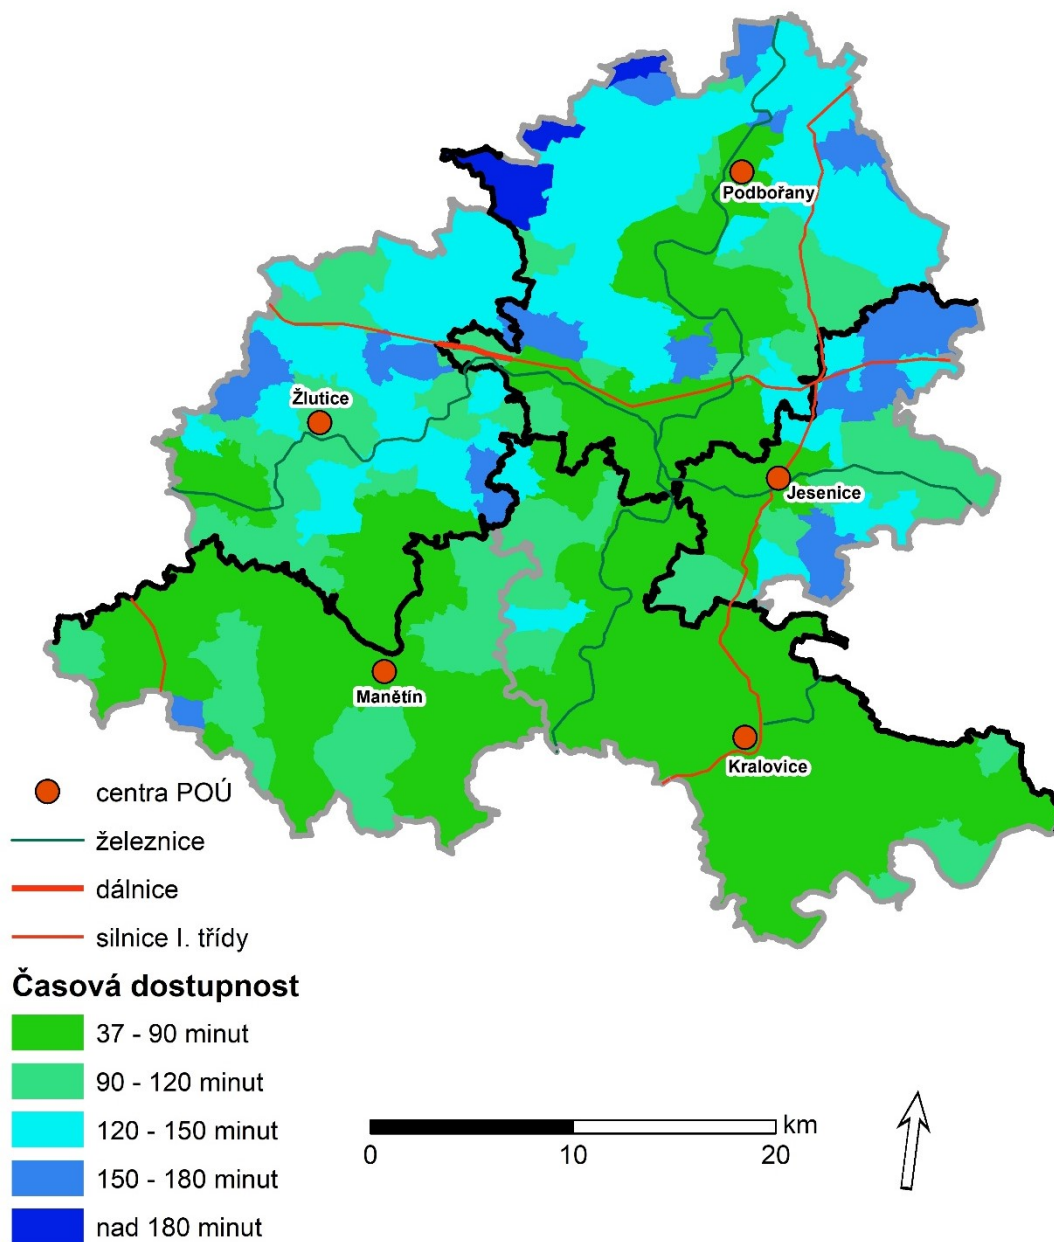 Podbořany
Žlutice
Jesenice
Manětín
Kralovice
centra POÚ
železnice
dálnice
silnice I. třídy
Časová dostupnost
37 - 90 minut
90 - 120 minut
120 - 150 minut
150 - 180 minut
nad 180 minut
km
0 10 20